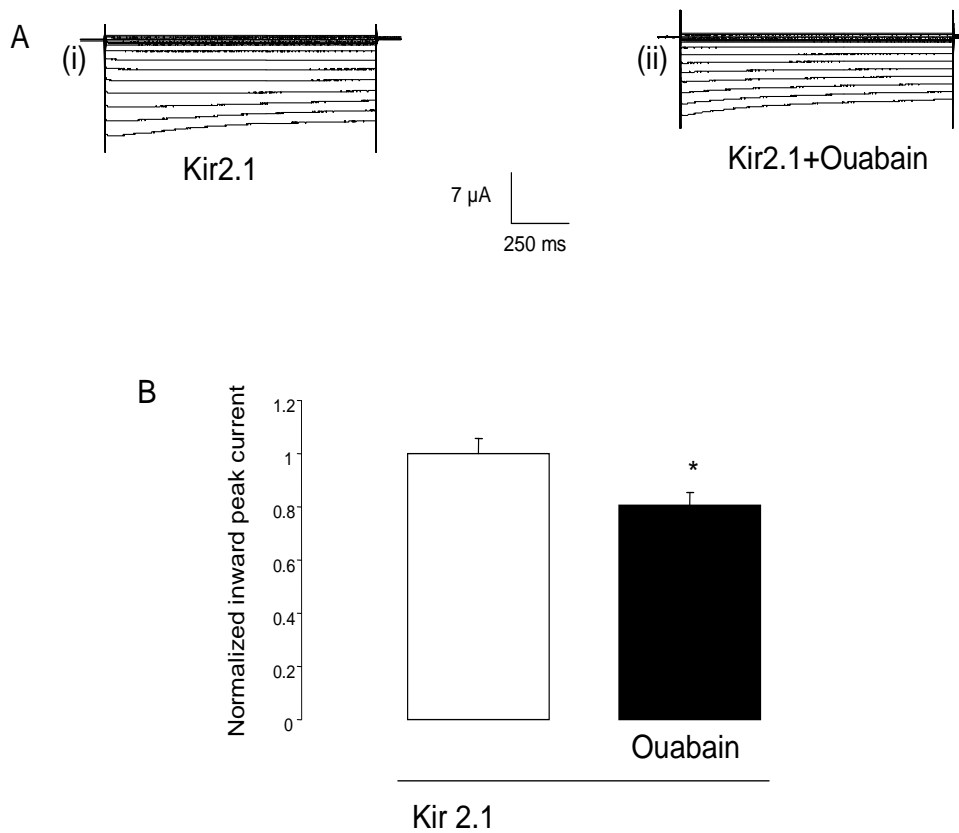 A
(i)
(ii)
Kir2.1
Kir2.1+Ouabain
7 µA
250 ms
B
Normalized inward peak current
1.2
1
0.8
0.6
0.4
0.2
0
*
Ouabain
Kir 2.1